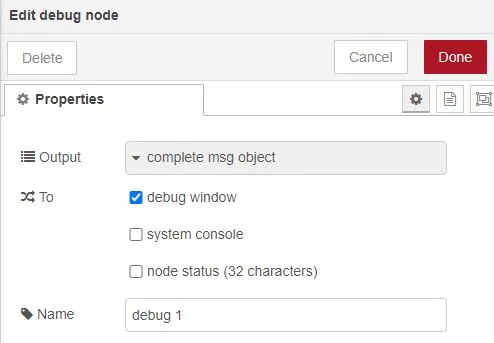 Edit debug node
Delete
Cancel
Done
Properties
Output
complete msg object
To
debug window
system console
node status (32 characters)
Name
debug 1